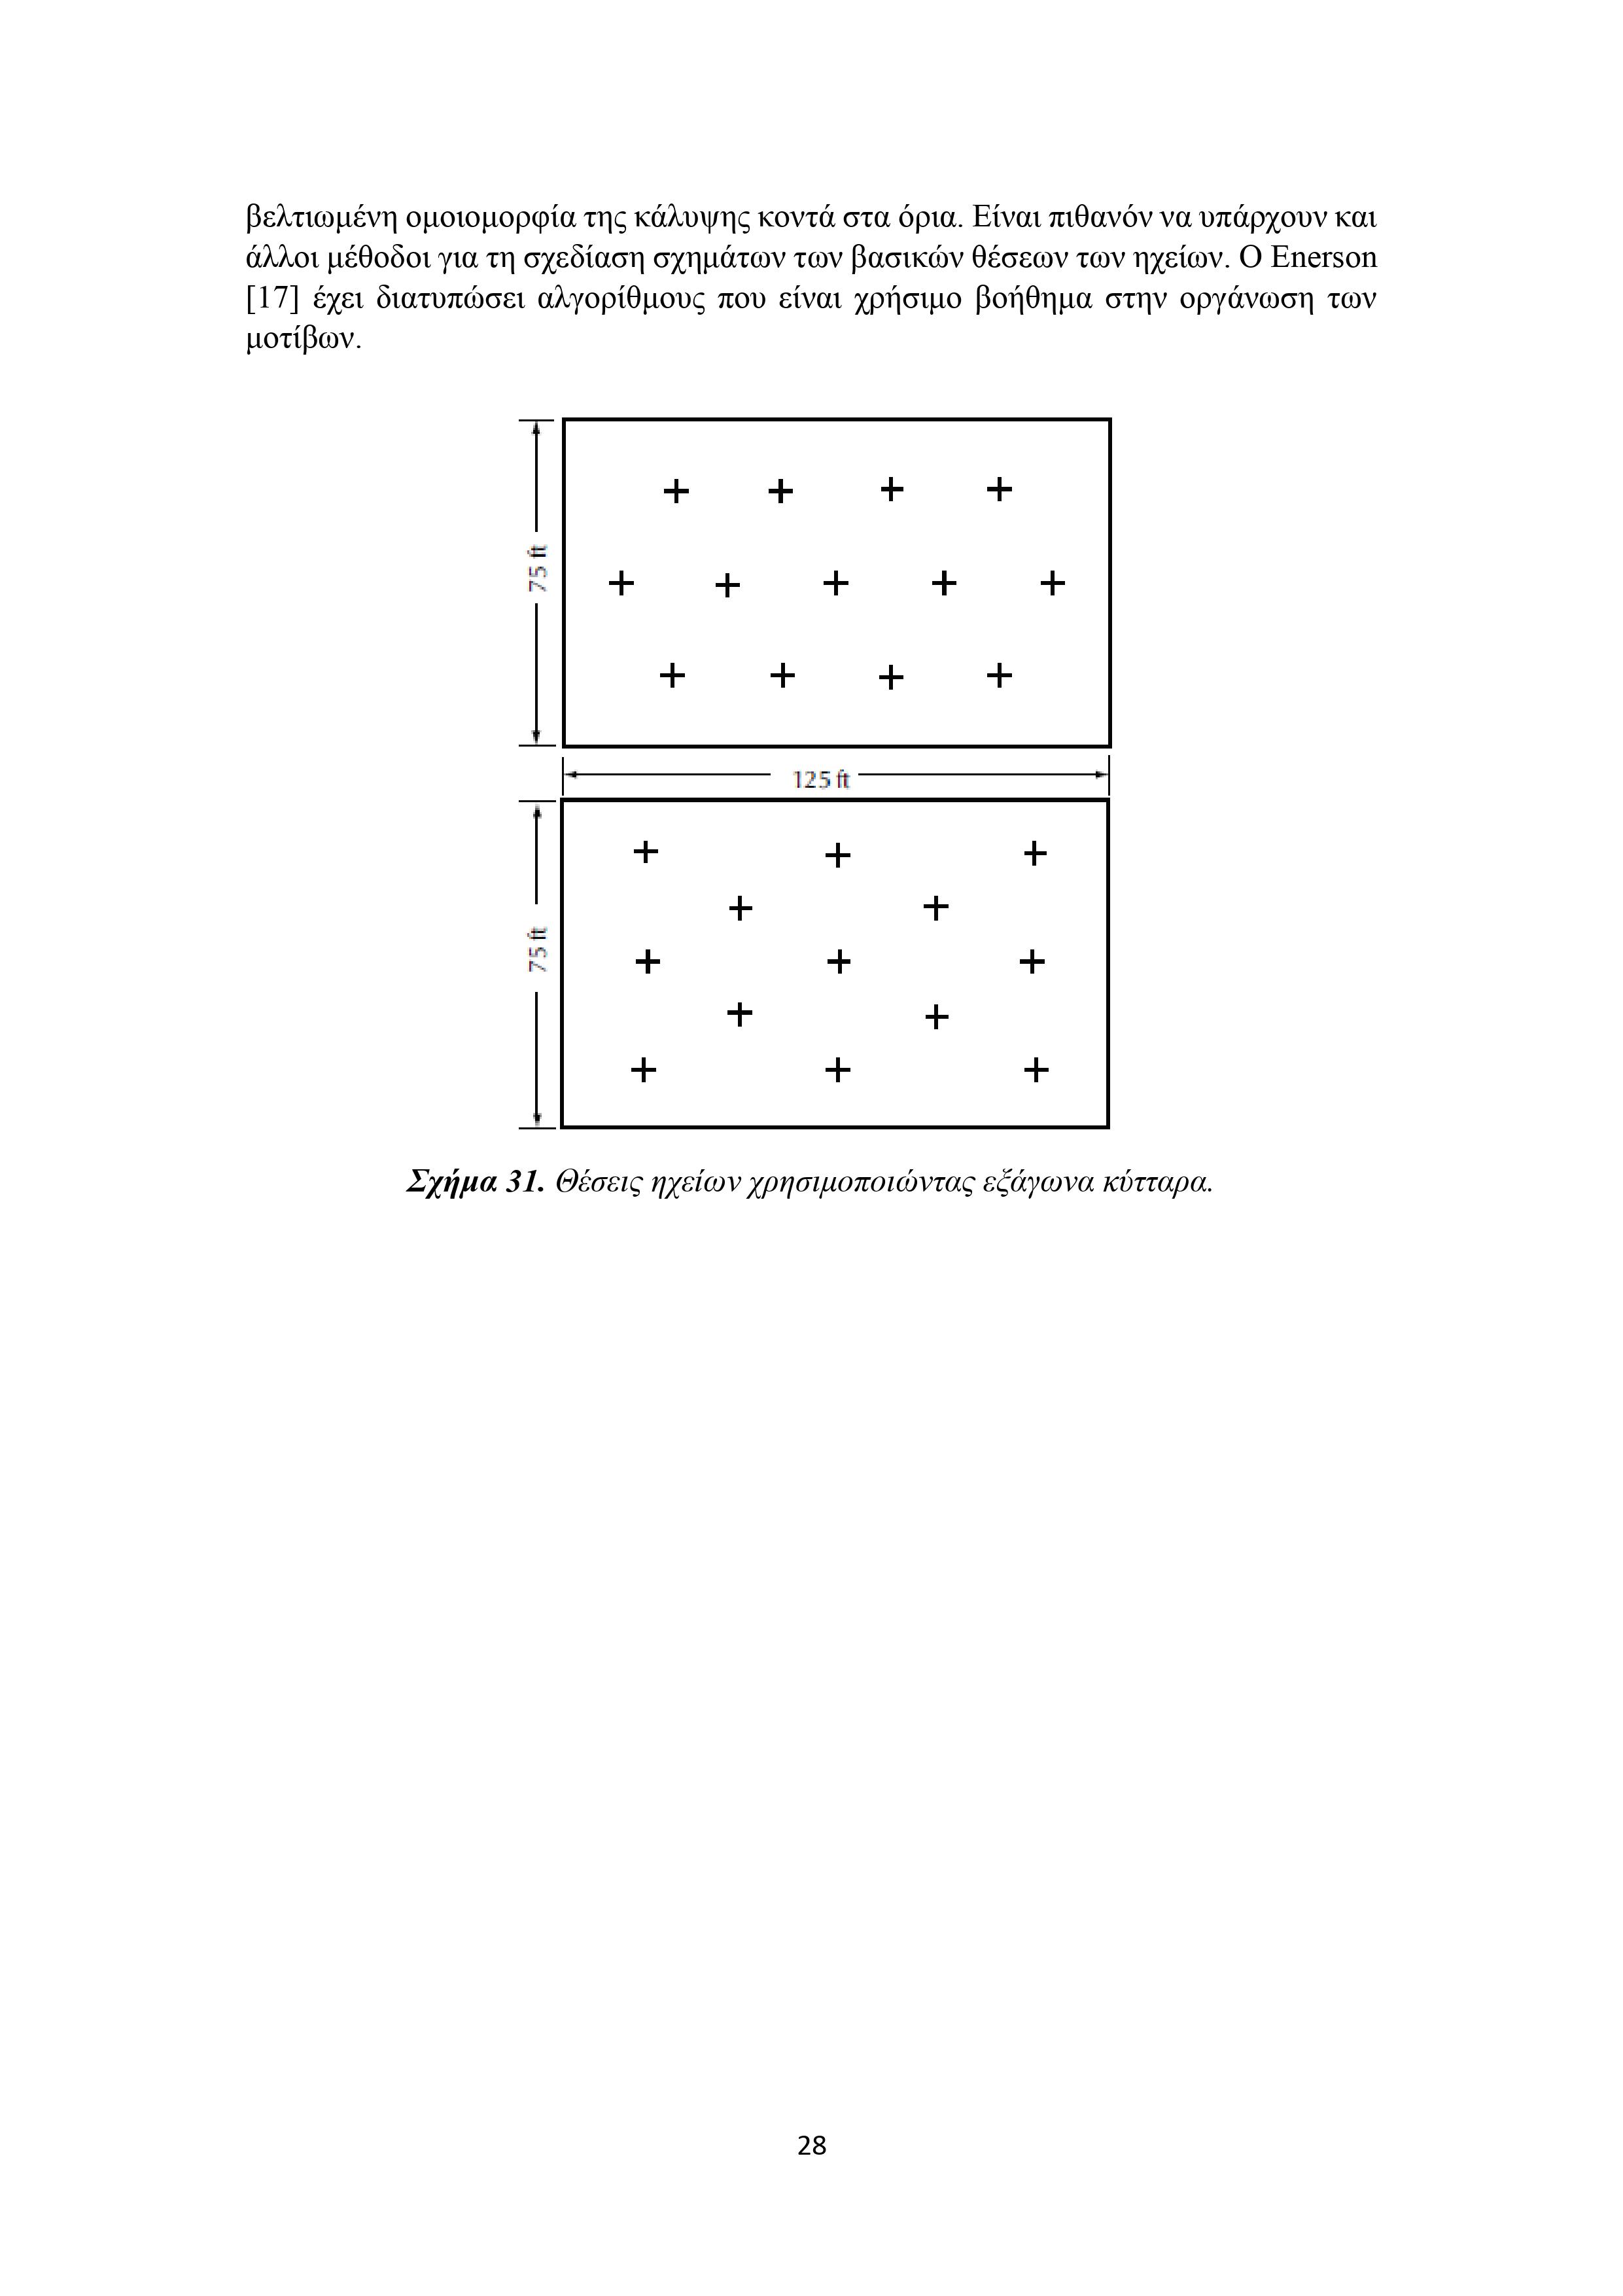 βελτιωμένη ομοιομορφία της κάλυψης κοντά στα όρια. Είναι πιθανόν να υπάρχουν και
άλλοι μέθοδοι για τη σχεδίαση σχημάτων των βασικών θέσεων των ηχείων. Ο Enerson
[17] έχει διατυπώσει αλγορίθμους που είναι χρήσιμο βοήθημα στην οργάνωση των
μοτίβων.
75 ft
125 ft
75 ft
Σχήμα 31. Θέσεις ηχείων χρησιμοποιώντας εξάγωνα κύτταρα.
28